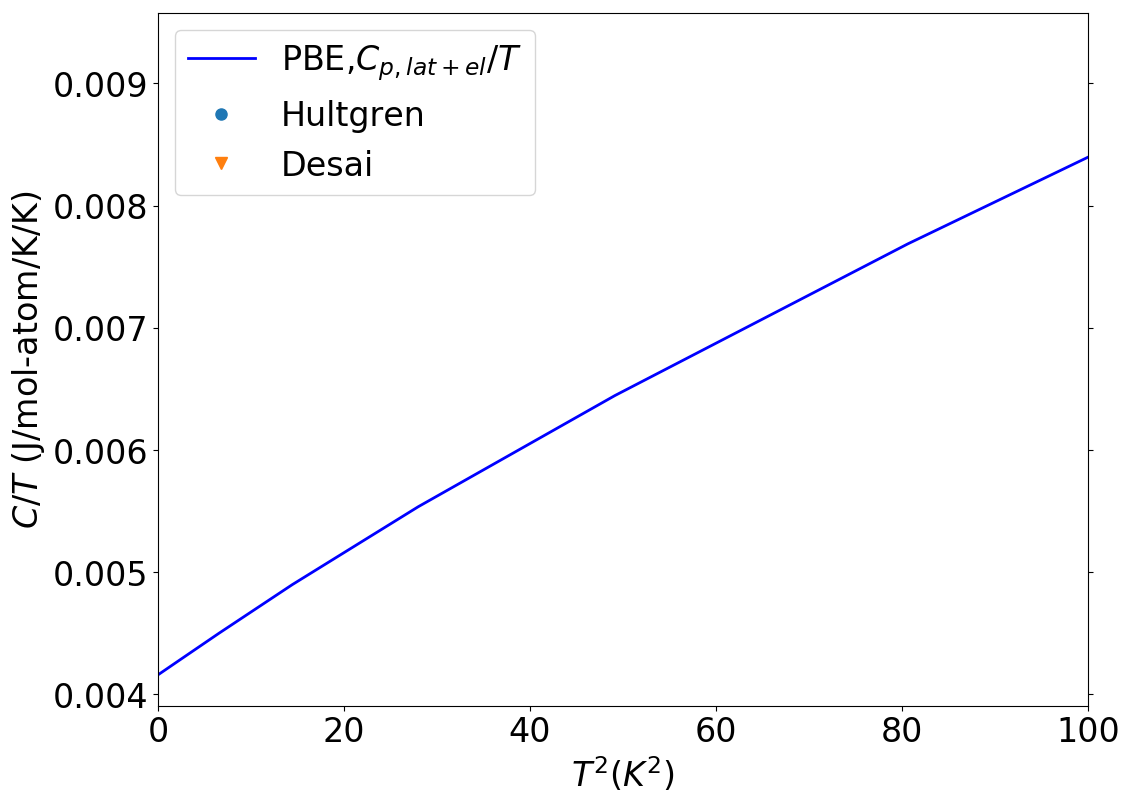 PBE,$C_{p,lat+el}/T$
Hultgren
Desai
0.009
0.008
0.007
0.006
0.005
0.004
C/T (J/mol-atom/K/K)
0 20 40 60 80 100
$T^2(K^2)$